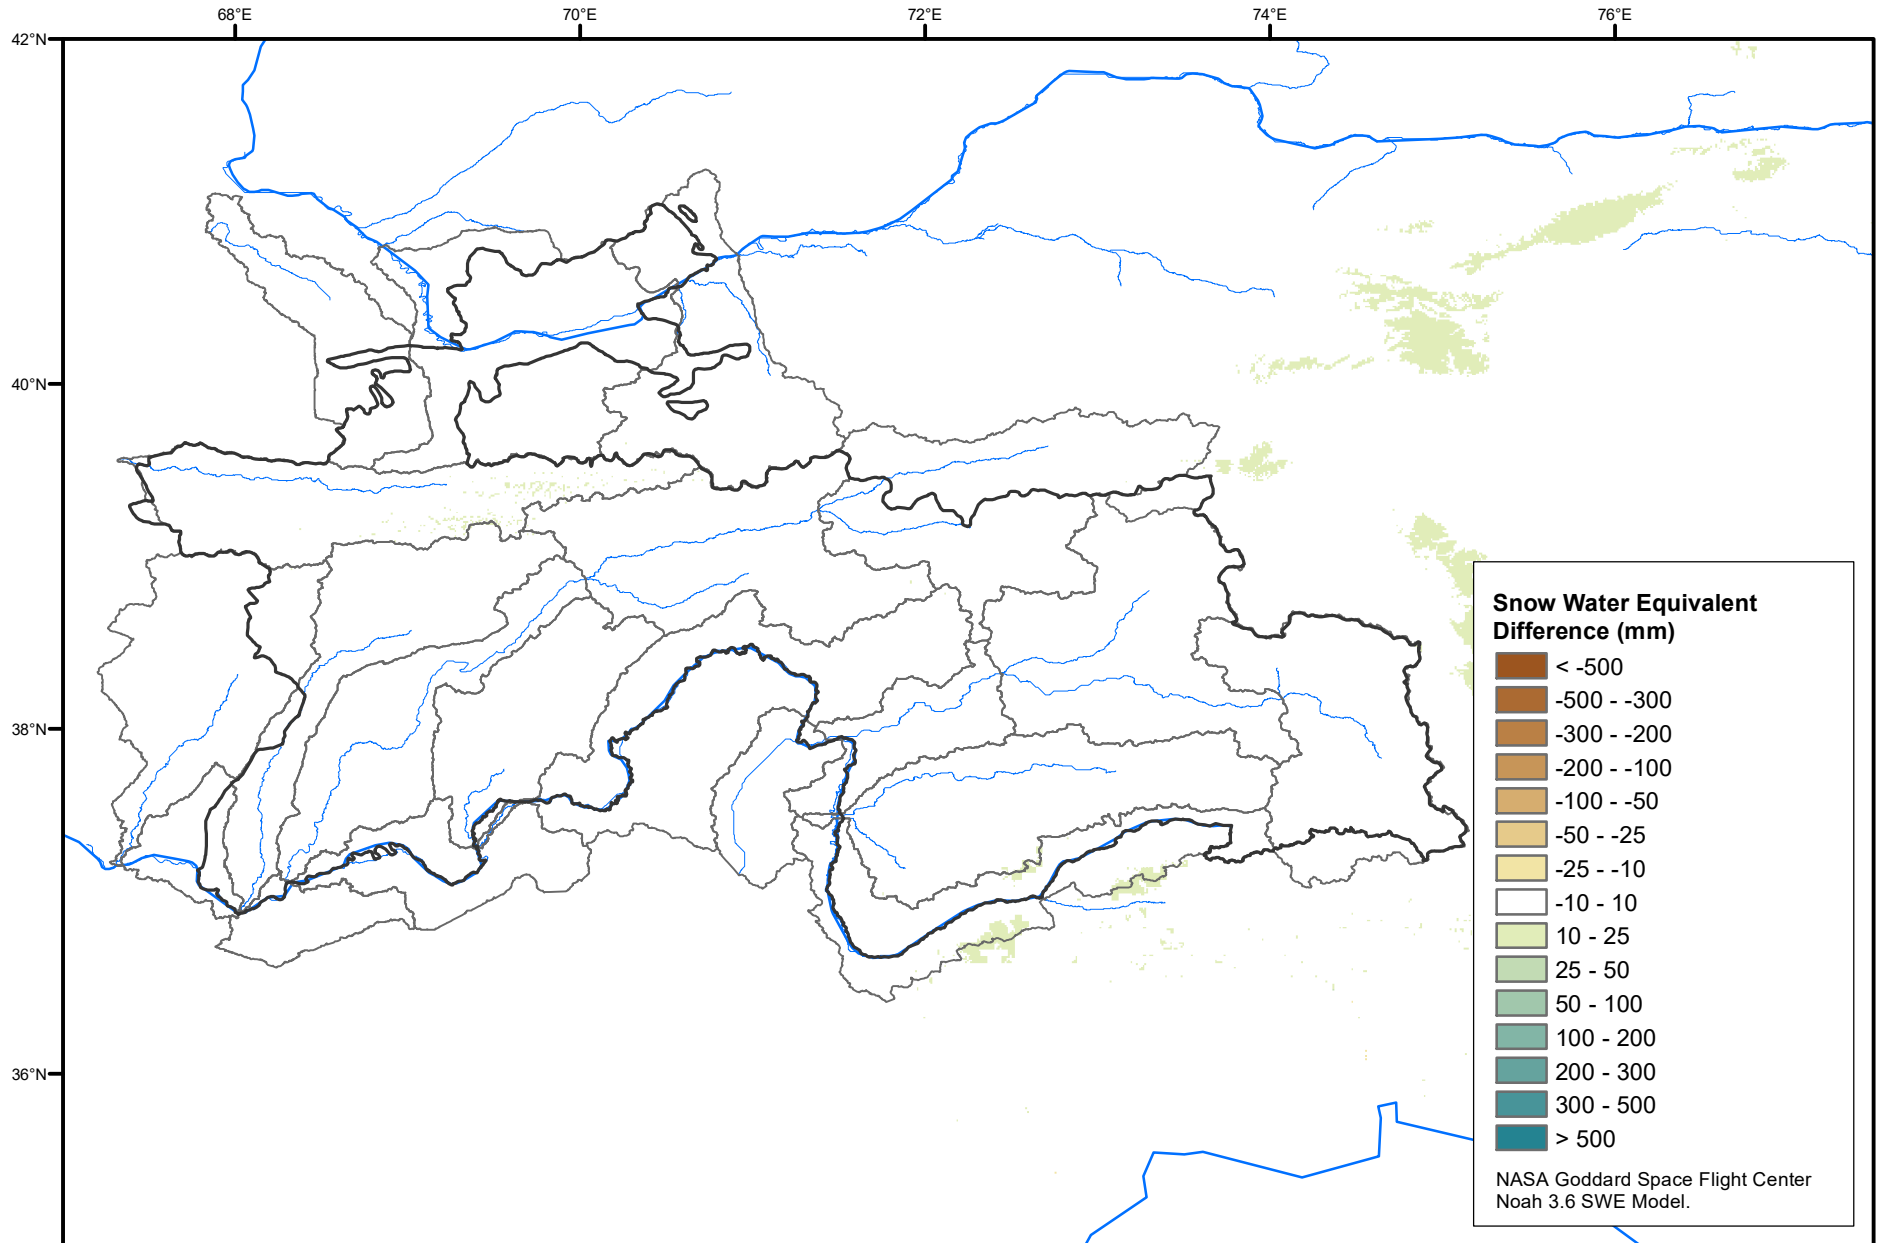 68°E
70°E
72°E
74°E
76°E
42°N
40°N
38°N
36°N
Snow Water Equivalent
Difference (mm)
< -500
-500 - -300
-300 - -200
-200 - -100
-100 - -50
-50 - -25
-25 - -10
-10 - 10
10 - 25
25 - 50
50 - 100
100 - 200
200 - 300
300 - 500
> 500
NASA Goddard Space Flight Center
Noah 3.6 SWE Model.